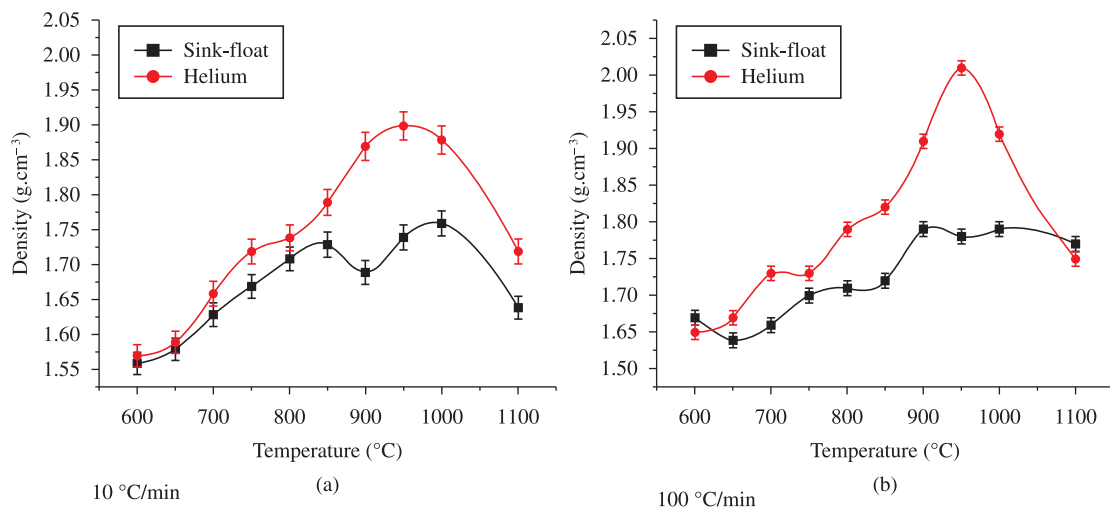 2.05
2.00
1.95
1.90
1.85
1.80
1.75
1.70
1.65
1.60
1.55
Density (g.cm⁻³)
Sink-float
Helium
600 700 800 900 1000 1100
Temperature (°C)
10 °C/min
(a)
2.05
2.00
1.95
1.90
1.85
1.80
1.75
1.70
1.65
1.50
Density (g.cm⁻³)
Sink-float
Helium
600 700 800 900 1000 1100
Temperature (°C)
100 °C/min
(b)